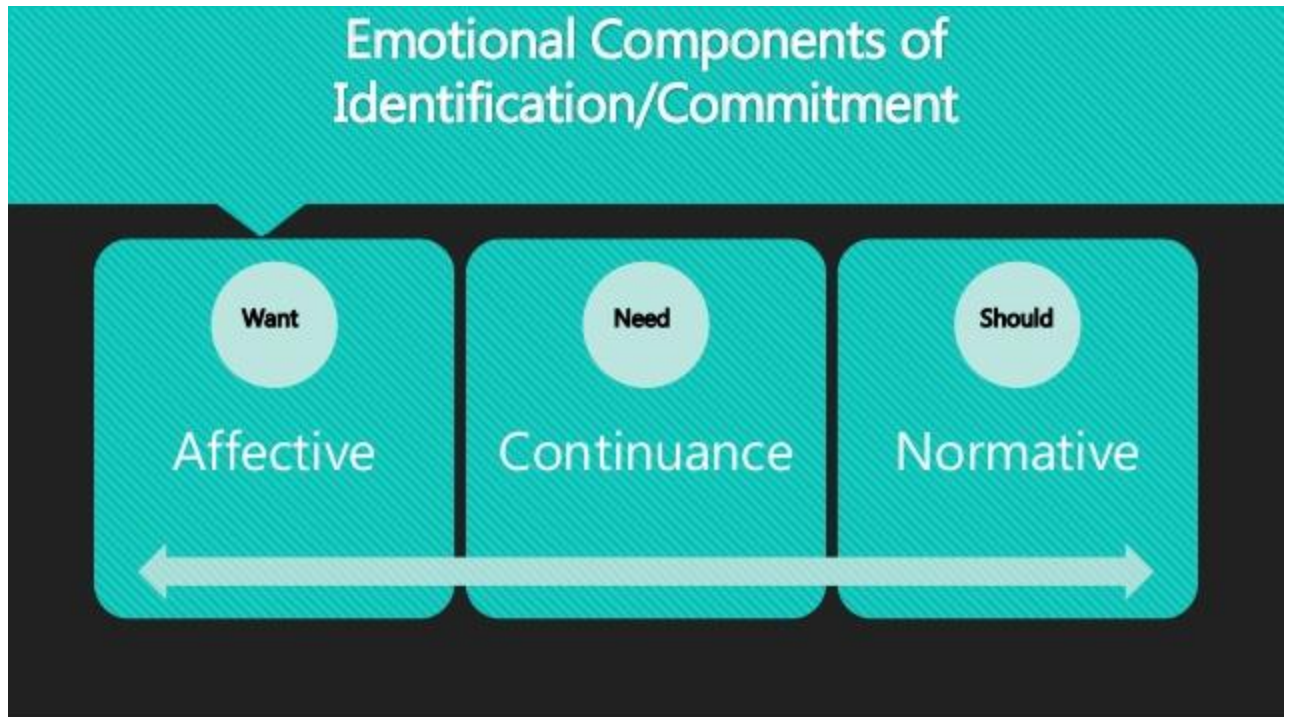 Emotional Components of
Identification/Commitment
Want
Affective
Need
Continuance
Should
Normative